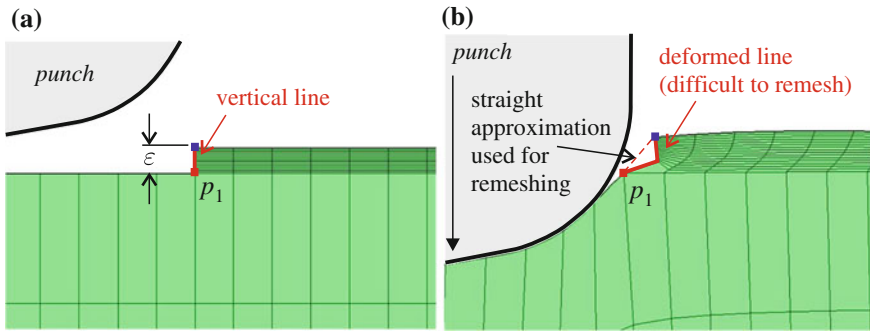 (a)
punch
vertical line
ε
p1
(b)
punch
deformed line
(difficult to remesh)
straight
approximation
used for
remeshing
p1